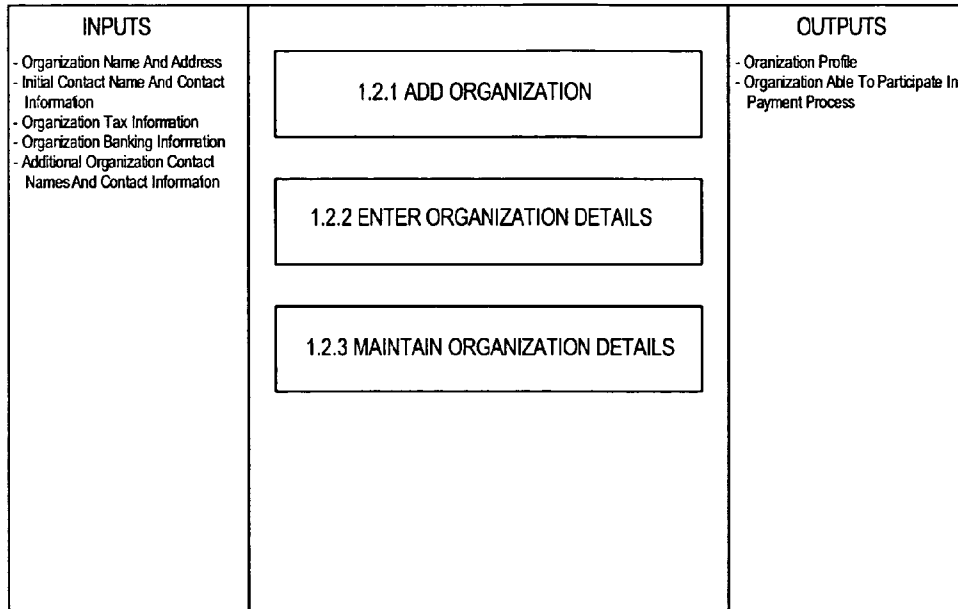 INPUTS
- Organization Name And Address
- Initial Contact Name And Contact
Information
- Organization Tax Information
- Organization Banking Information
- Additional Organization Contact
Names And Contact Information
1.2.1 ADD ORGANIZATION
1.2.2 ENTER ORGANIZATION DETAILS
1.2.3 MAINTAIN ORGANIZATION DETAILS
OUTPUTS
- Oranization Profile
- Organization Able To Participate In
Payment Process